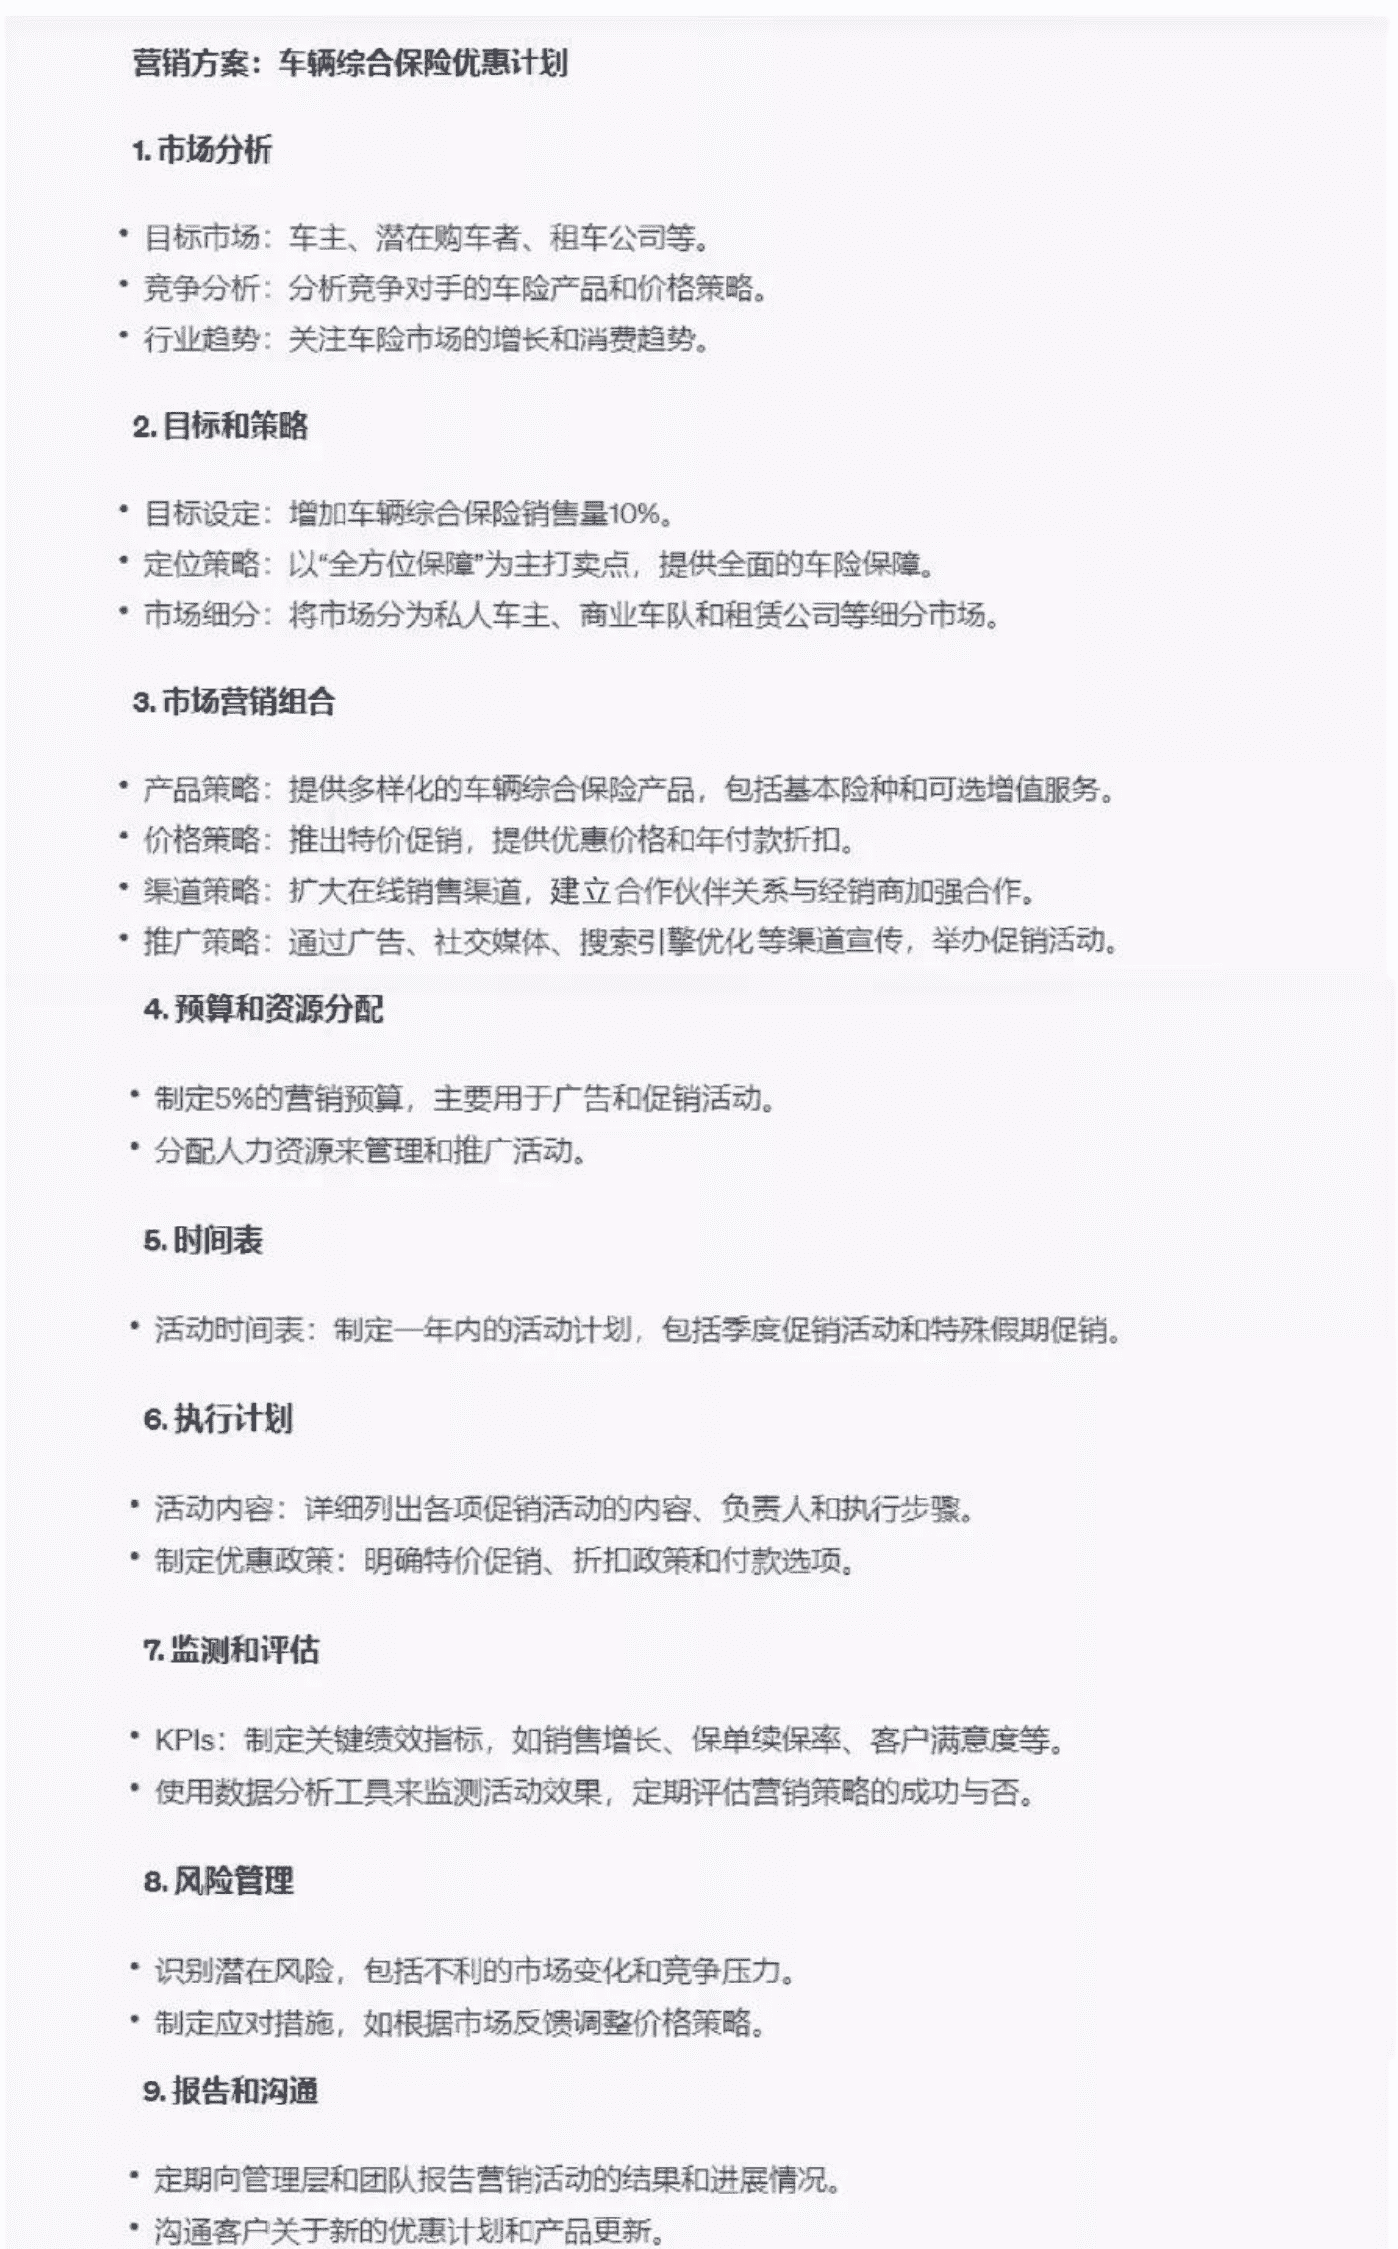 营销方案：车辆综合保险优惠计划
1. 市场分析
• 目标市场：车主、潜在购车者、租车公司等。
• 竞争分析：分析竞争对手的车险产品和价格策略。
• 行业趋势：关注车险市场的增长和消费趋势。
2. 目标和策略
• 目标设定：增加车辆综合保险销售量10%。
• 定位策略：以“全方位保障”为主打卖点，提供全面的车险保障。
• 市场细分：将市场分为私人车主、商业车队和租赁公司等细分市场。
3. 市场营销组合
• 产品策略：提供多样化的车辆综合保险产品，包括基本险种和可选增值服务。
• 价格策略：推出特价促销，提供优惠价格和年付款折扣。
• 渠道策略：扩大在线销售渠道，建立合作伙伴关系与经销商加强合作。
• 推广策略：通过广告、社交媒体、搜索引擎优化等渠道宣传，举办促销活动。
4. 预算和资源分配
• 制定5%的营销预算，主要用于广告和促销活动。
• 分配人力资源来管理和推广活动。
5. 时间表
• 活动时间表：制定一年内的活动计划，包括季度促销活动和特殊假期促销。
6. 执行计划
• 活动内容：详细列出各项促销活动的内容、负责人和执行步骤。
• 制定优惠政策：明确特价促销、折扣政策和付款选项。
7. 监测和评估
• KPIs：制定关键绩效指标，如销售增长、保单续保率、客户满意度等。
• 使用数据分析工具来监测活动效果，定期评估营销策略的成功与否。
8. 风险管理
• 识别潜在风险，包括不利的市场变化和竞争压力。
• 制定应对措施，如根据市场反馈调整价格策略。
9. 报告和沟通
• 定期向管理层和团队报告营销活动的结果和进展情况。
• 沟通客户关于新的优惠计划和产品更新。